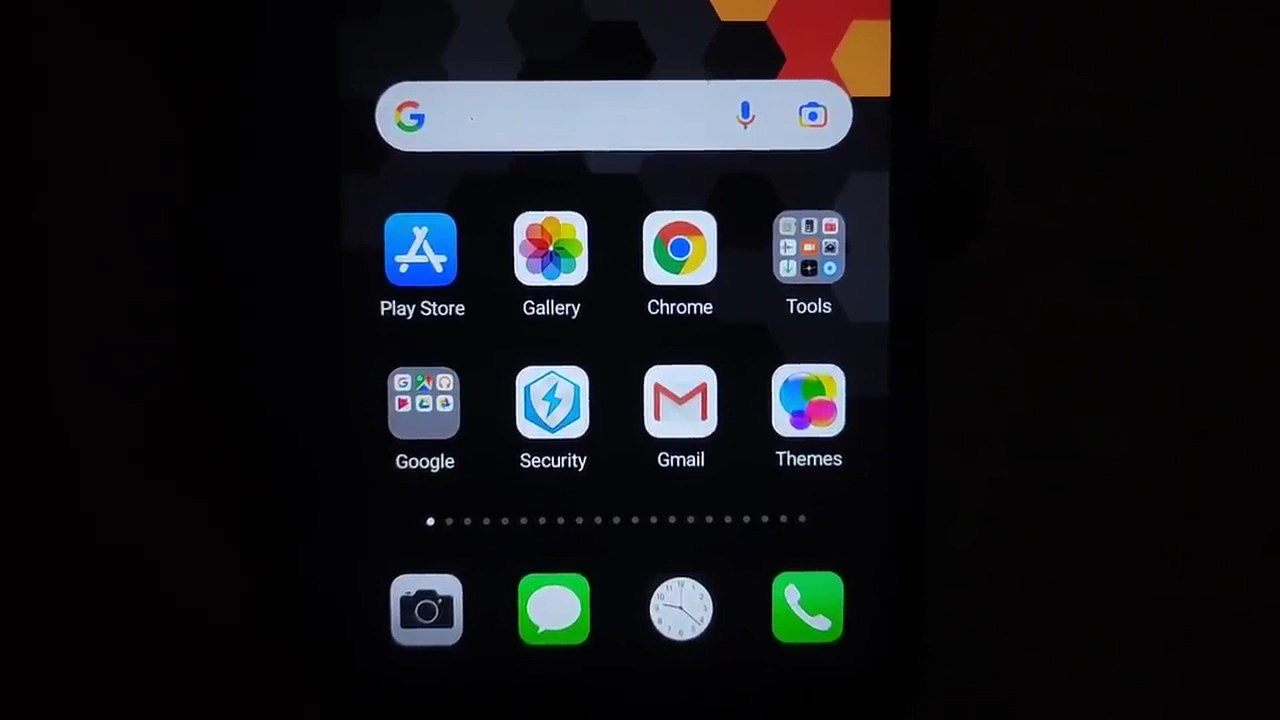 Play Store
Gallery
Chrome
Tools
Google
Security
Gmail
Themes